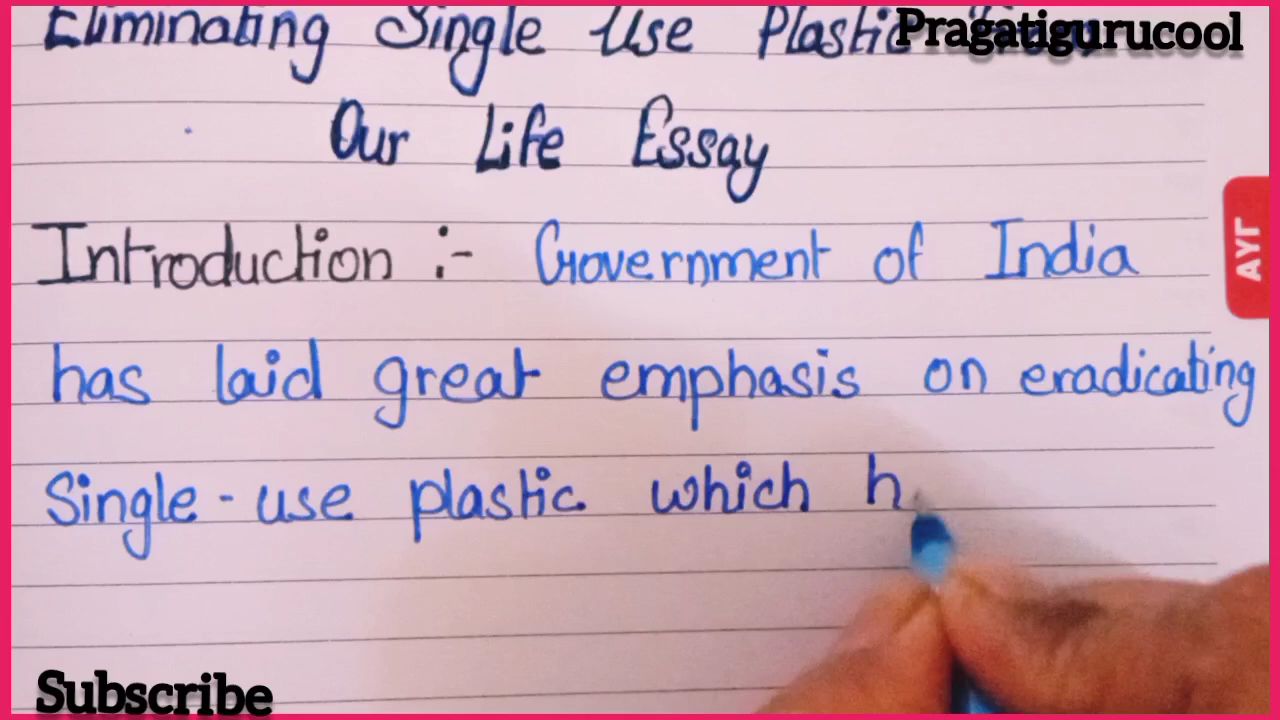 Eliminating Single Use Plastic
Pragatigurucool
Our Life Essay
Introduction :- Government of India
has laid great emphasis on eradicating
Single-use plastic which h
Subscribe